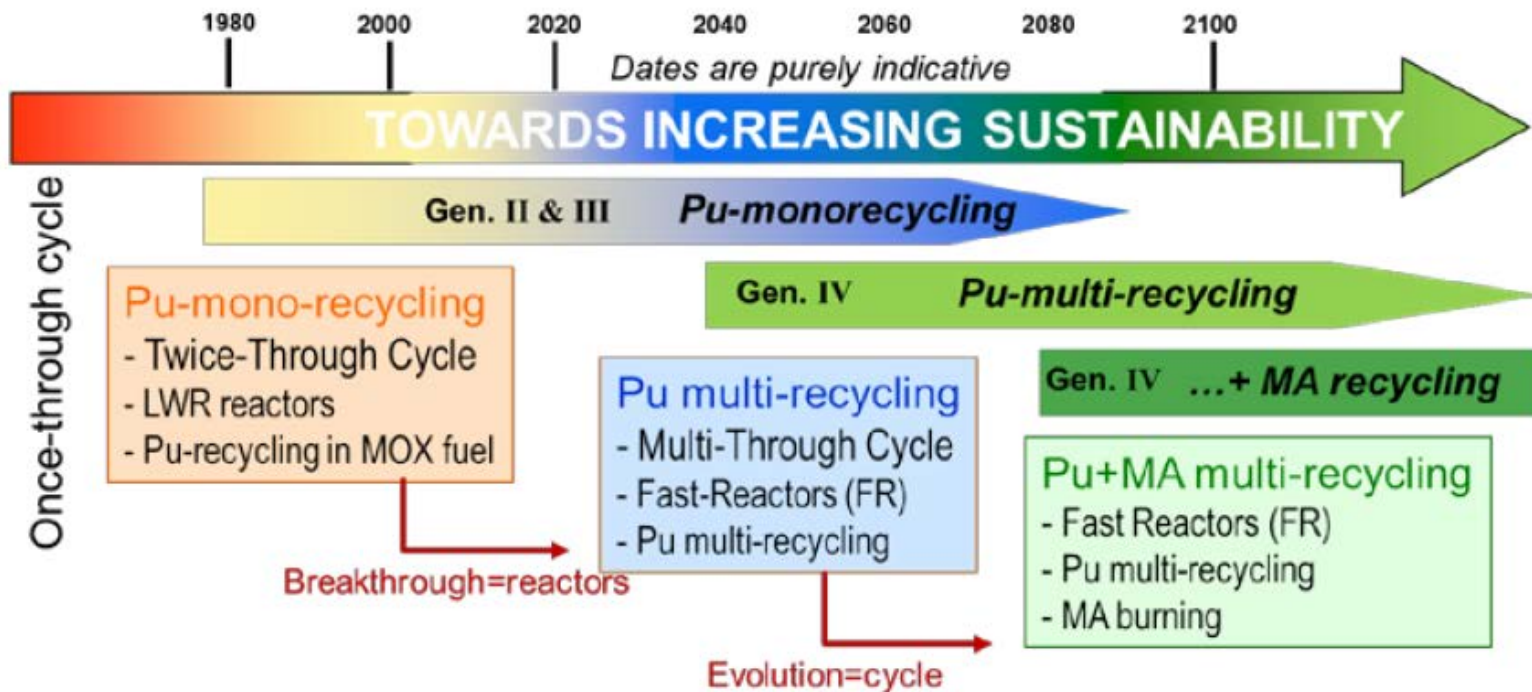 1980 2000 2020 2040 2060 2080 2100
Dates are purely indicative
TOWARDS INCREASING SUSTAINABILITY
Once-through cycle
Gen. II & III Pu-monorecycling
Gen. IV Pu-multi-recycling
Gen. IV ...+ MA recycling
Pu-mono-recycling
- Twice-Through Cycle
- LWR reactors
- Pu-recycling in MOX fuel
Breakthrough=reactors
Pu multi-recycling
- Multi-Through Cycle
- Fast-Reactors (FR)
- Pu multi-recycling
Evolution=cycle
Pu+MA multi-recycling
- Fast Reactors (FR)
- Pu multi-recycling
- MA burning